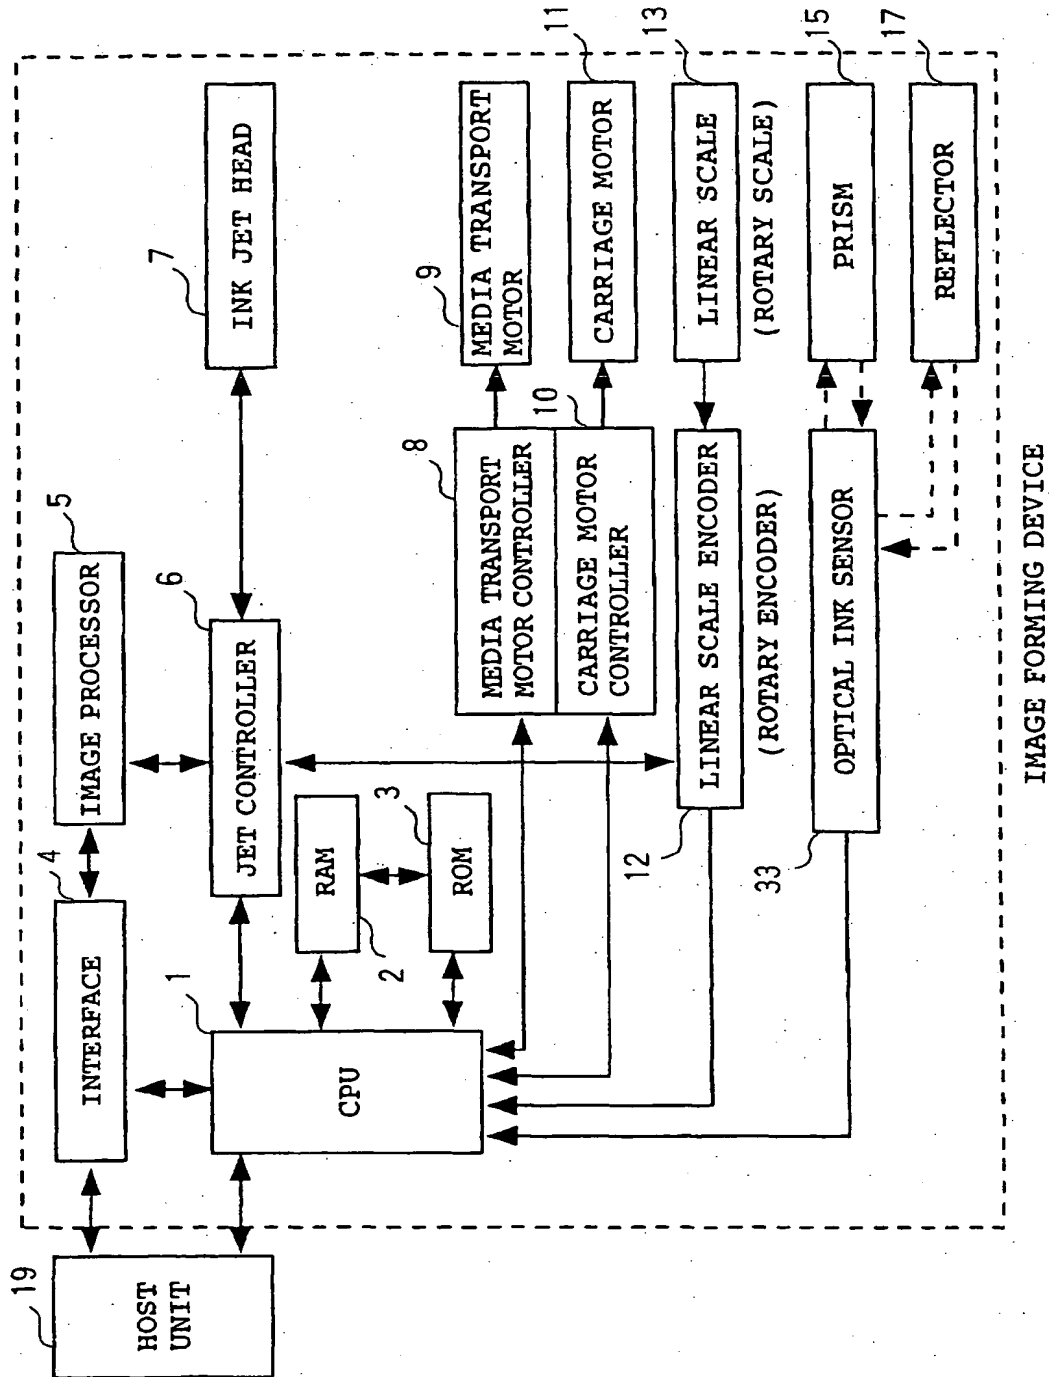 19
HOST
UNIT
4
INTERFACE
5
IMAGE PROCESSOR
1
CPU
6
JET CONTROLLER
7
INK JET HEAD
2
RAM
3
ROM
8
MEDIA TRANSPORT
MOTOR CONTROLLER
9
MEDIA TRANSPORT
MOTOR
10
CARRIAGE MOTOR
CONTROLLER
11
CARRIAGE MOTOR
12
LINEAR SCALE ENCODER
(ROTARY ENCODER)
13
LINEAR SCALE
(ROTARY SCALE)
33
OPTICAL INK SENSOR
15
PRISM
17
REFLECTOR
IMAGE FORMING DEVICE